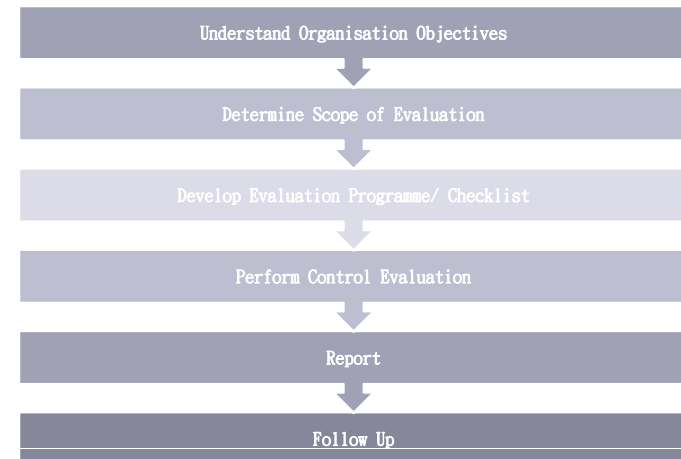 Understand Organisation Objectives
Determine Scope of Evaluation
Develop Evaluation Programme/ Checklist
Perform Control Evaluation
Report
Follow Up